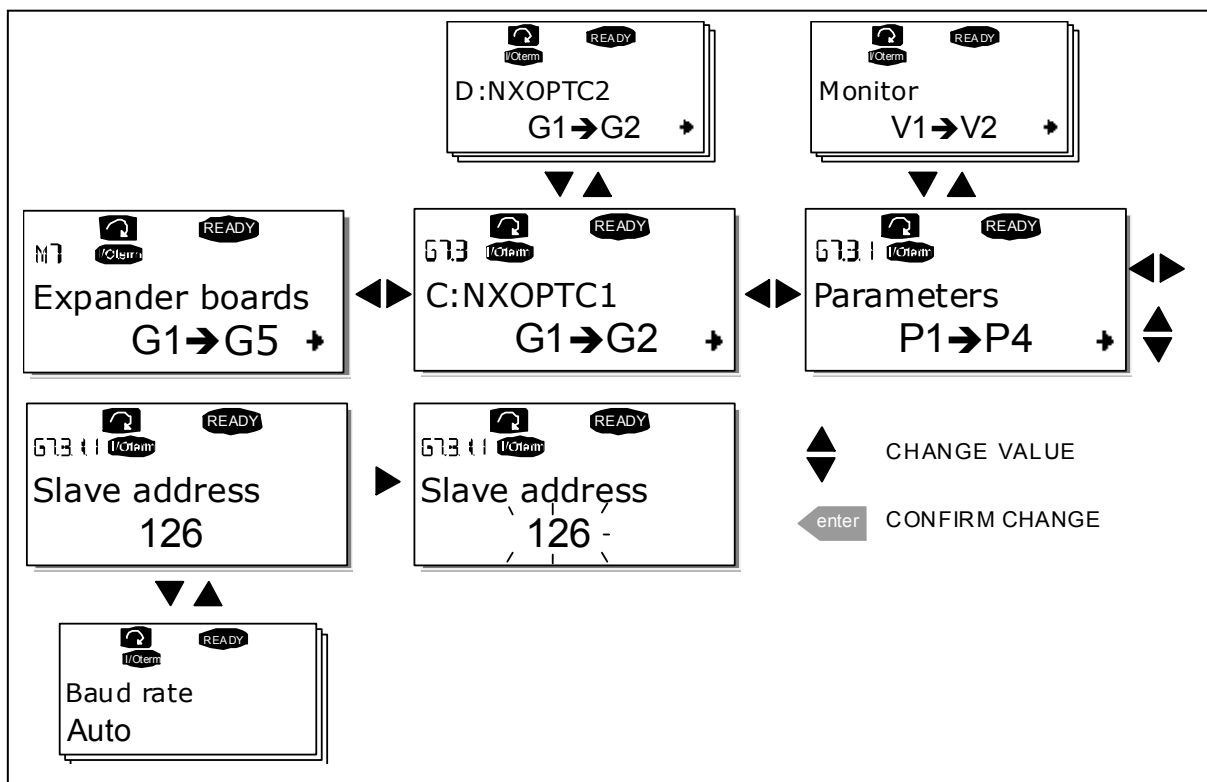 READY
I/Oterm
D:NXOPTC2
G1➔G2
READY
I/Oterm
Monitor
V1➔V2
READY
M7 I/Oterm
Expander boards
G1➔G5
READY
G7.3 I/Oterm
C:NXOPTC1
G1➔G2
READY
G7.3.1 I/Oterm
Parameters
P1➔P4
READY
G7.3.1.1 I/Oterm
Slave address
126
READY
G7.3.1.1 I/Oterm
Slave address
126
CHANGE VALUE
enter CONFIRM CHANGE
READY
I/Oterm
Baud rate
Auto